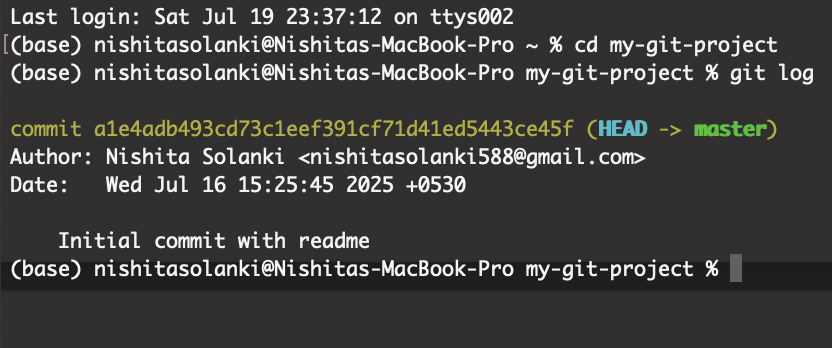 Last login: Sat Jul 19 23:37:12 on ttys002
[(base) nishitasolanki@Nishitas-MacBook-Pro ~ % cd my-git-project
(base) nishitasolanki@Nishitas-MacBook-Pro my-git-project % git log
commit a1e4adb493cd73c1eef391cf71d41ed5443ce45f (HEAD -> master)
Author: Nishita Solanki <nishitasolanki588@gmail.com>
Date:   Wed Jul 16 15:25:45 2025 +0530
    Initial commit with readme
(base) nishitasolanki@Nishitas-MacBook-Pro my-git-project %